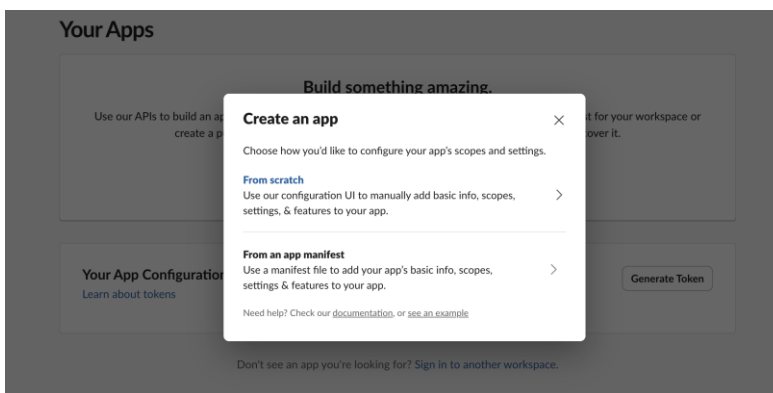 Your Apps
Build something amazing.
Use our APIs to build an ap
st for your workspace or
create a p
over it.
Create an app
Choose how you'd like to configure your app's scopes and settings.
From scratch
Use our configuration UI to manually add basic info, scopes,
settings, & features to your app.
From an app manifest
Use a manifest file to add your app's basic info, scopes,
settings & features to your app.
Need help? Check our documentation, or see an example
Your App Configuration
Learn about tokens
Generate Token
Don't see an app you're looking for? Sign in to another workspace.